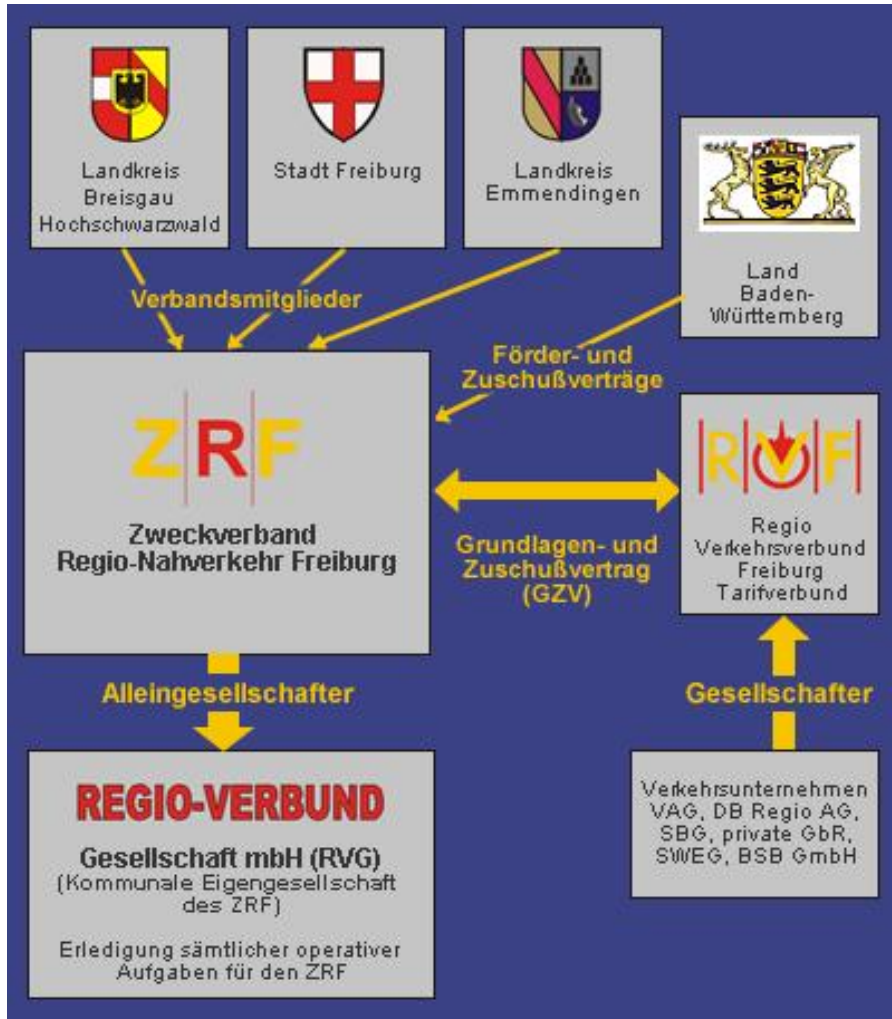 Landkreis
Breisgau
Hochschwarzwald
Stadt Freiburg
Landkreis
Emmendingen
Land
Baden-
Württemberg
Verbandsmitglieder
Förder- und
Zuschußverträge
Z|R|F
Zweckverband
Regio-Nahverkehr Freiburg
Grundlagen- und
Zuschußvertrag
(GZV)
|R|V|F|
Regio
Verkehrsverbund
Freiburg
Tarifverbund
Alleingesellschafter
Gesellschafter
REGIO-VERBUND
Gesellschaft mbH (RVG)
(Kommunale Eigengesellschaft
des ZRF)
Erledigung sämtlicher operativer
Aufgaben für den ZRF
Verkehrsunternehmen
VAG, DB Regio AG,
SBG, private GbR,
SWEG, BSB GmbH